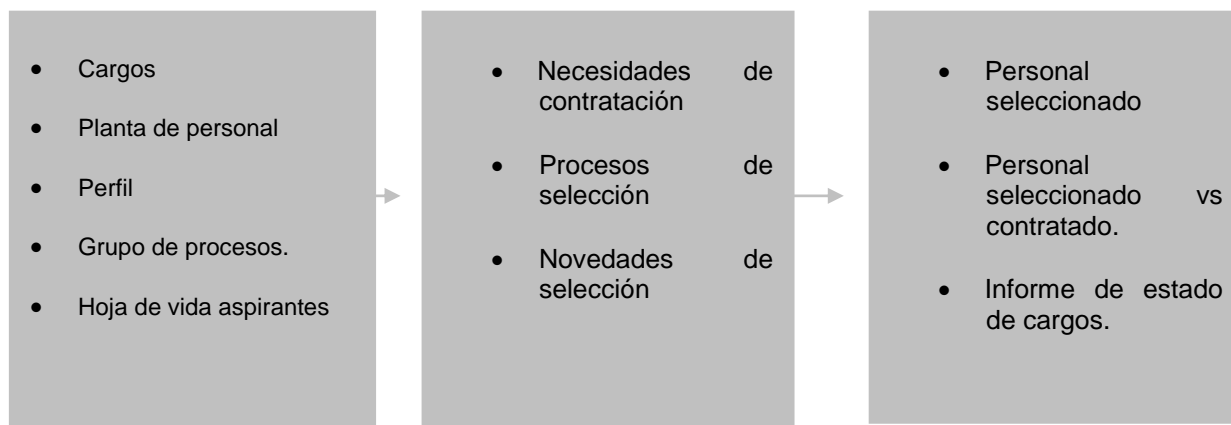 • Cargos
• Planta de personal
• Perfil
• Grupo de procesos.
• Hoja de vida aspirantes
• Necesidades de
contratación
• Procesos de
selección
• Novedades de
selección
• Personal
seleccionado
• Personal
seleccionado vs
contratado.
• Informe de estado
de cargos.